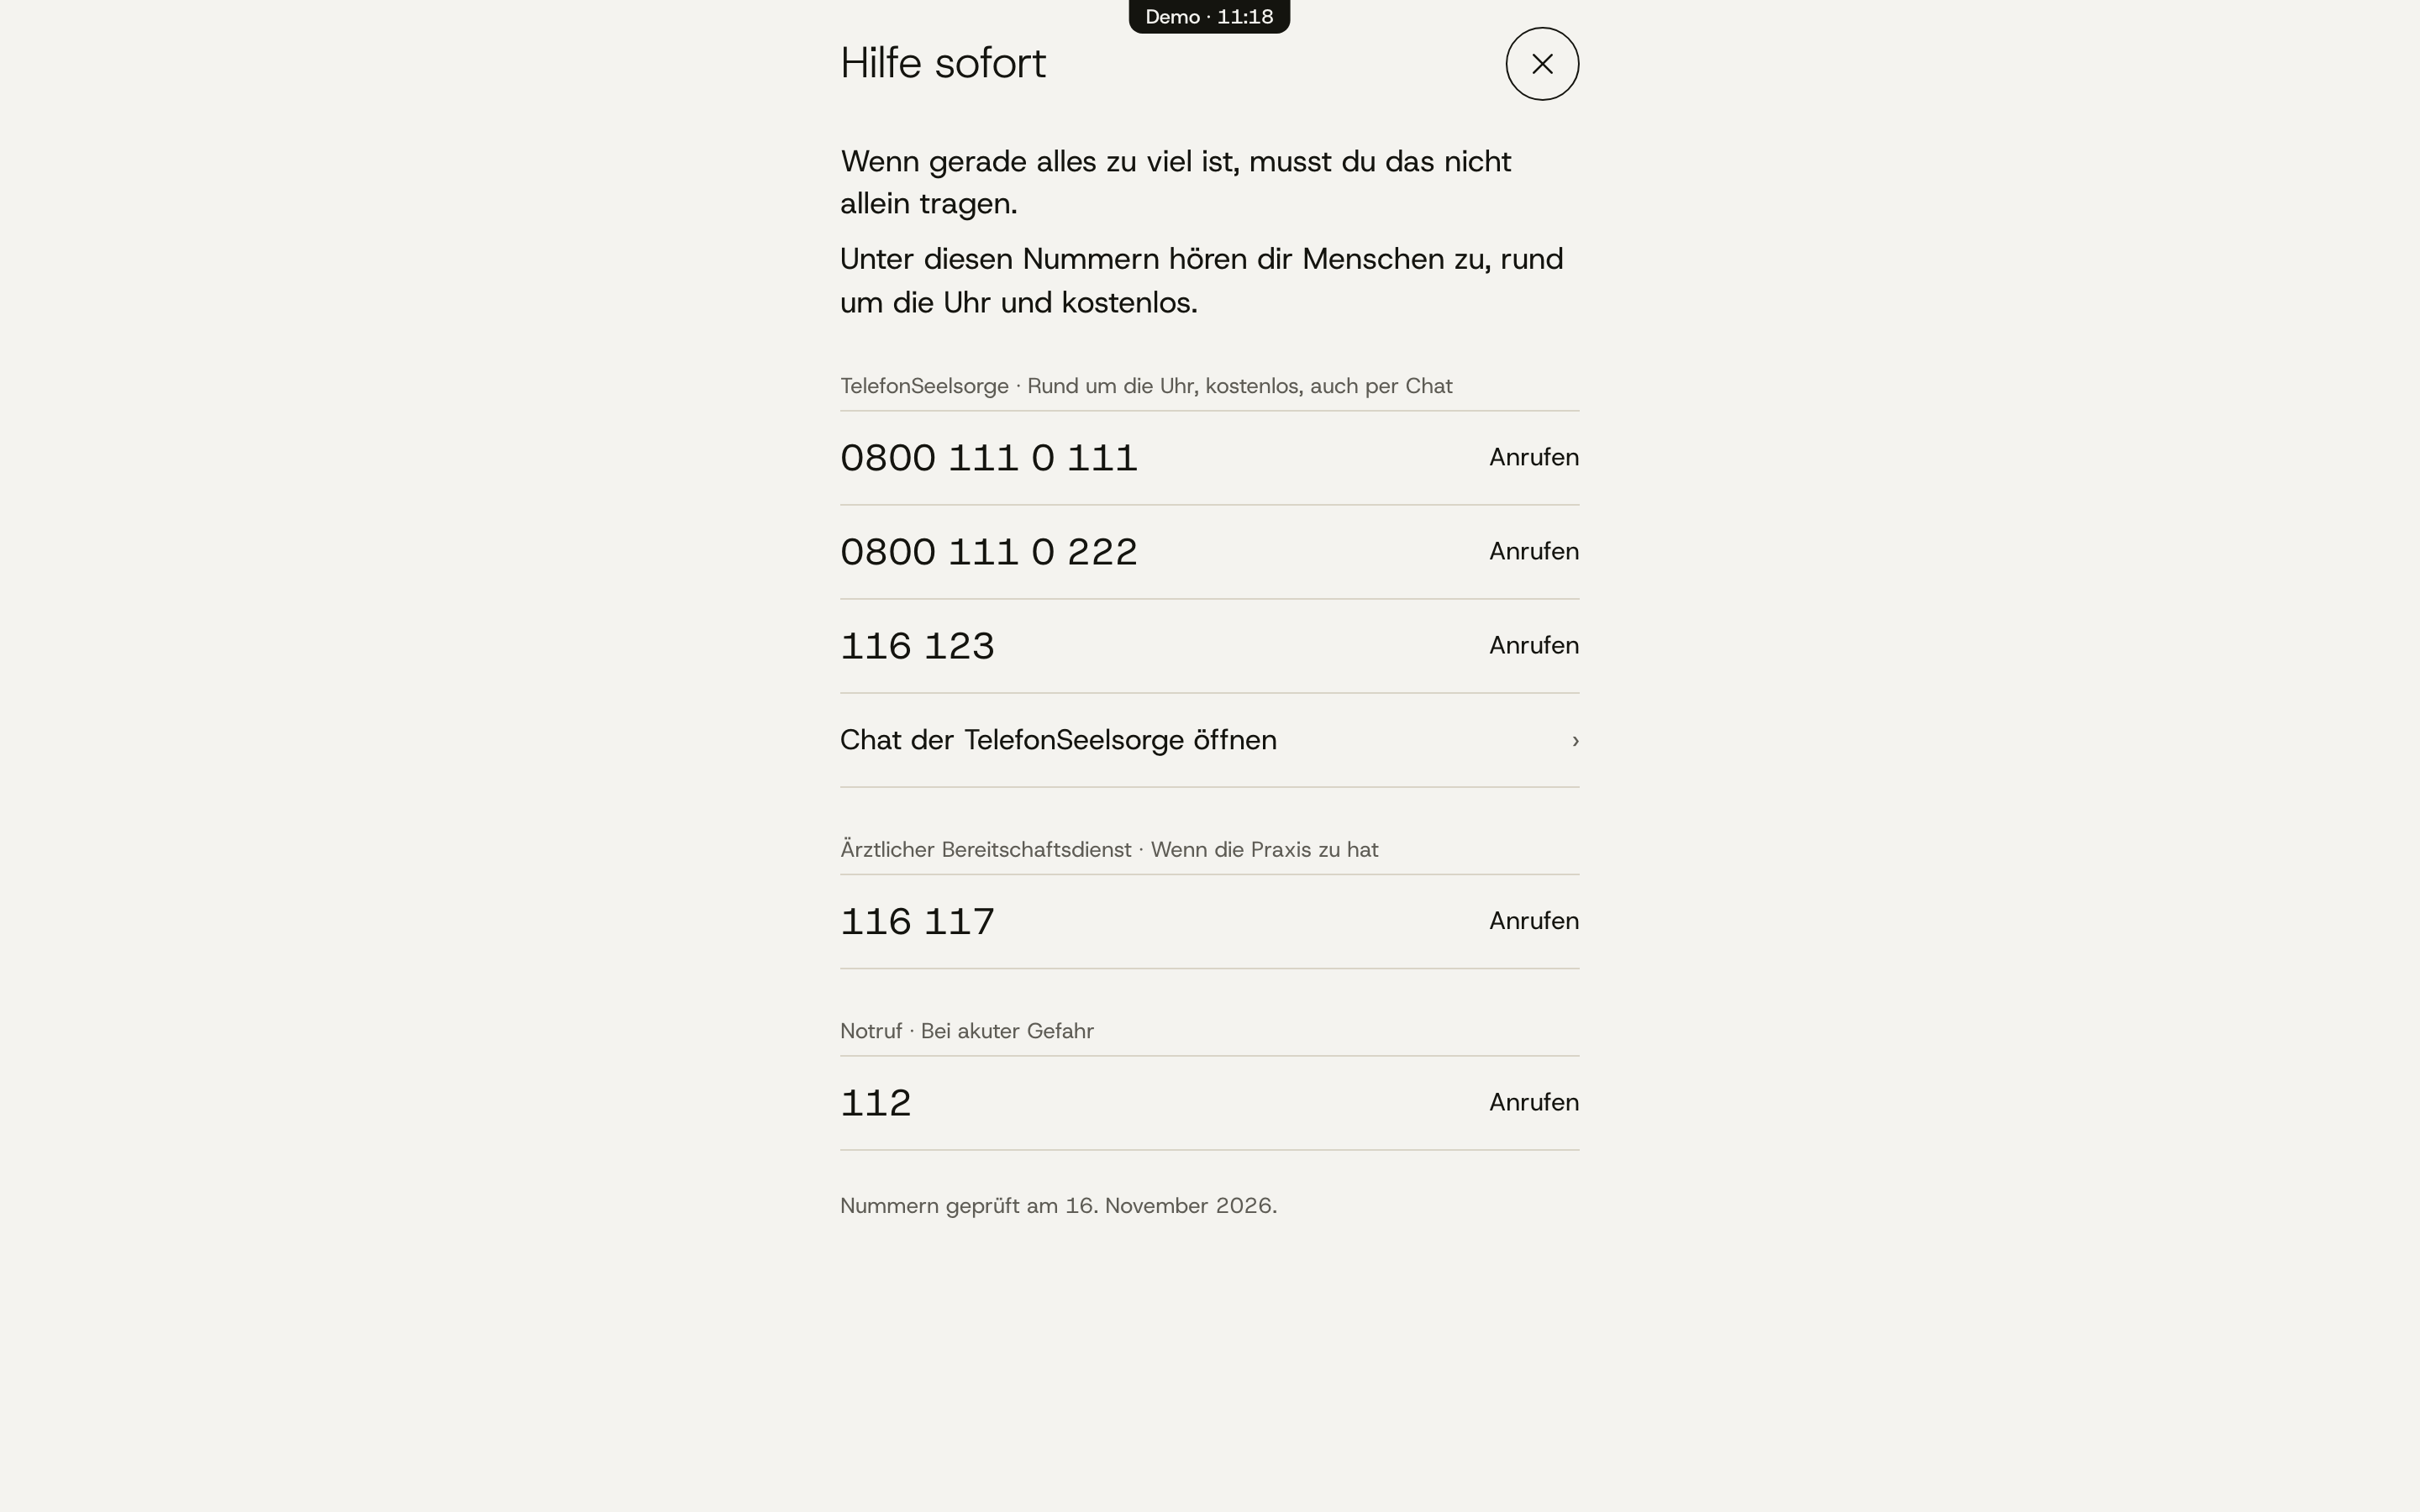 Demo · 11:18
Hilfe sofort
Wenn gerade alles zu viel ist, musst du das nicht
allein tragen.
Unter diesen Nummern hören dir Menschen zu, rund
um die Uhr und kostenlos.
TelefonSeelsorge · Rund um die Uhr, kostenlos, auch per Chat
0800 111 0 111 Anrufen
0800 111 0 222 Anrufen
116 123 Anrufen
Chat der TelefonSeelsorge öffnen ›
Ärztlicher Bereitschaftsdienst · Wenn die Praxis zu hat
116 117 Anrufen
Notruf · Bei akuter Gefahr
112 Anrufen
Nummern geprüft am 16. November 2026.